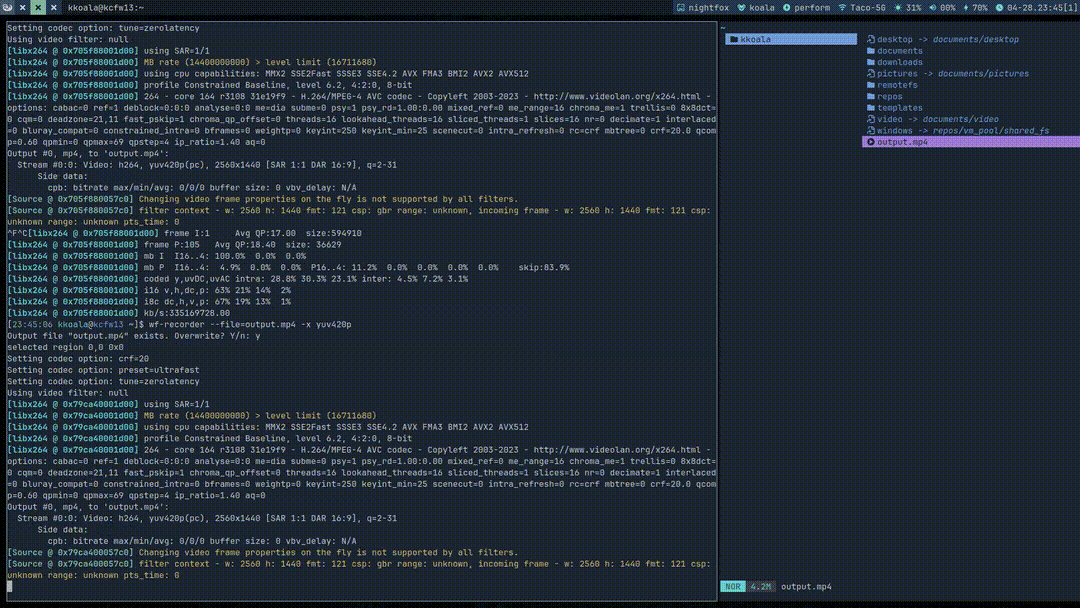 kkoala@kcfw13:~
nightfox koala perform Taco-5G 31% 00% 70% 04-28.23:45[1]
Setting codec option: tune=zerolatency
Using video filter: null
[libx264 @ 0x705f88001d00] using SAR=1/1
[libx264 @ 0x705f88001d00] MB rate (14400000000) > level limit (16711680)
[libx264 @ 0x705f88001d00] using cpu capabilities: MMX2 SSE2Fast SSSE3 SSE4.2 AVX FMA3 BMI2 AVX2 AVX512
[libx264 @ 0x705f88001d00] profile Constrained Baseline, level 6.2, 4:2:0, 8-bit
[libx264 @ 0x705f88001d00] 264 - core 164 r3108 31e19f9 - H.264/MPEG-4 AVC codec - Copyleft 2003-2023 - http://www.videolan.org/x264.html -
options: cabac=0 ref=1 deblock=0:0:0 analyse=0:0 me=dia subme=0 psy=1 psy_rd=1.00:0.00 mixed_ref=0 me_range=16 chroma_me=1 trellis=0 8x8dct=
0 cqm=0 deadzone=21,11 fast_pskip=1 chroma_qp_offset=0 threads=16 lookahead_threads=16 sliced_threads=1 slices=16 nr=0 decimate=1 interlaced
=0 bluray_compat=0 constrained_intra=0 bframes=0 weightp=0 keyint=250 keyint_min=25 scenecut=0 intra_refresh=0 rc=crf mbtree=0 crf=20.0 qcom
p=0.60 qpmin=0 qpmax=69 qpstep=4 ip_ratio=1.40 aq=0
Output #0, mp4, to 'output.mp4':
Stream #0:0: Video: h264, yuv420p(pc), 2560x1440 [SAR 1:1 DAR 16:9], q=2-31
Side data:
cpb: bitrate max/min/avg: 0/0/0 buffer size: 0 vbv_delay: N/A
[Source @ 0x705f880057c0] Changing video frame properties on the fly is not supported by all filters.
[Source @ 0x705f880057c0] filter context - w: 2560 h: 1440 fmt: 121 csp: gbr range: unknown, incoming frame - w: 2560 h: 1440 fmt: 121 csp:
unknown range: unknown pts_time: 0
^F^C[libx264 @ 0x705f88001d00] frame I:1 Avg QP:17.00 size:594910
[libx264 @ 0x705f88001d00] frame P:105 Avg QP:18.40 size: 36629
[libx264 @ 0x705f88001d00] mb I I16..4: 100.0% 0.0% 0.0%
[libx264 @ 0x705f88001d00] mb P I16..4: 4.9% 0.0% 0.0% P16..4: 11.2% 0.0% 0.0% 0.0% 0.0% skip:83.9%
[libx264 @ 0x705f88001d00] coded y,uvDC,uvAC intra: 28.8% 30.3% 23.1% inter: 4.5% 7.2% 3.1%
[libx264 @ 0x705f88001d00] i16 v,h,dc,p: 63% 21% 14% 2%
[libx264 @ 0x705f88001d00] i8c dc,h,v,p: 67% 19% 13% 1%
[libx264 @ 0x705f88001d00] kb/s:335169728.00
[23:45:06 kkoala@kcfw13 ~]$ wf-recorder --file=output.mp4 -x yuv420p
Output file "output.mp4" exists. Overwrite? Y/n: y
selected region 0,0 0x0
Setting codec option: crf=20
Setting codec option: preset=ultrafast
Setting codec option: tune=zerolatency
Using video filter: null
[libx264 @ 0x79ca40001d00] using SAR=1/1
[libx264 @ 0x79ca40001d00] MB rate (14400000000) > level limit (16711680)
[libx264 @ 0x79ca40001d00] using cpu capabilities: MMX2 SSE2Fast SSSE3 SSE4.2 AVX FMA3 BMI2 AVX2 AVX512
[libx264 @ 0x79ca40001d00] profile Constrained Baseline, level 6.2, 4:2:0, 8-bit
[libx264 @ 0x79ca40001d00] 264 - core 164 r3108 31e19f9 - H.264/MPEG-4 AVC codec - Copyleft 2003-2023 - http://www.videolan.org/x264.html -
options: cabac=0 ref=1 deblock=0:0:0 analyse=0:0 me=dia subme=0 psy=1 psy_rd=1.00:0.00 mixed_ref=0 me_range=16 chroma_me=1 trellis=0 8x8dct=
0 cqm=0 deadzone=21,11 fast_pskip=1 chroma_qp_offset=0 threads=16 lookahead_threads=16 sliced_threads=1 slices=16 nr=0 decimate=1 interlaced
=0 bluray_compat=0 constrained_intra=0 bframes=0 weightp=0 keyint=250 keyint_min=25 scenecut=0 intra_refresh=0 rc=crf mbtree=0 crf=20.0 qcom
p=0.60 qpmin=0 qpmax=69 qpstep=4 ip_ratio=1.40 aq=0
Output #0, mp4, to 'output.mp4':
Stream #0:0: Video: h264, yuv420p(pc), 2560x1440 [SAR 1:1 DAR 16:9], q=2-31
Side data:
cpb: bitrate max/min/avg: 0/0/0 buffer size: 0 vbv_delay: N/A
[Source @ 0x79ca400057c0] Changing video frame properties on the fly is not supported by all filters.
[Source @ 0x79ca400057c0] filter context - w: 2560 h: 1440 fmt: 121 csp: gbr range: unknown, incoming frame - w: 2560 h: 1440 fmt: 121 csp:
unknown range: unknown pts_time: 0
~
kkoala
desktop -> documents/desktop
documents
downloads
pictures -> documents/pictures
remotefs
repos
templates
video -> documents/video
windows -> repos/vm_pool/shared_fs
output.mp4
NOR 4.2M output.mp4